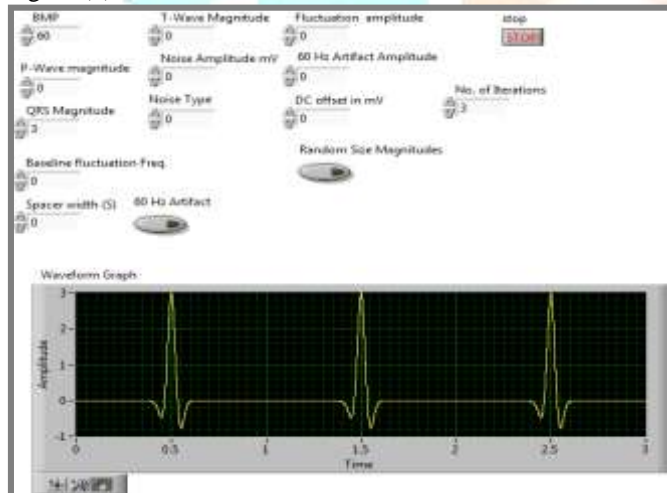 BMP
60
T-Wave Magnitude
0
Fluctuation amplitude
0
stop
STOP
P-Wave magnitude
0
Noise Amplitude mV
0
60 Hz Artifact Amplitude
0
QRS Magnitude
3
Noise Type
0
DC offset in mV
0
No. of Iterations
3
Baseline fluctuation Freq.
0
Random Size Magnitudes
Spacer width (S)
0
60 Hz Artifact
Waveform Graph
Amplitude
3
2
1
0
-1
0
0.5
1
1.5
2
2.5
3
Time